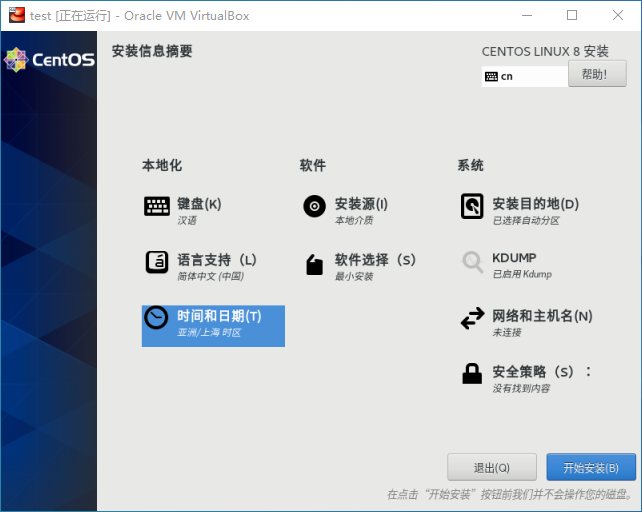 test [正在运行] - Oracle VM VirtualBox
CentOS
安装信息摘要
CENTOS LINUX 8 安装
cn
帮助!
本地化
键盘(K)
汉语
语言支持（L）
简体中文 (中国)
时间和日期(T)
亚洲/上海 时区
软件
安装源(I)
本地介质
软件选择（S）
最小安装
系统
安装目的地(D)
已选择自动分区
KDUMP
已启用 Kdump
网络和主机名(N)
未连接
安全策略（S）：
没有找到内容
退出(Q)
开始安装(B)
在点击“开始安装”按钮前我们并不会操作您的磁盘。